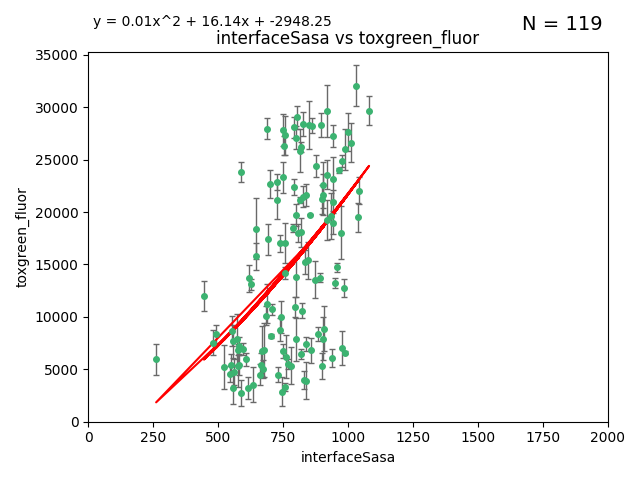 y = 0.01x^2 + 16.14x + -2948.25
N = 119
interfaceSasa vs toxgreen_fluor
35000
30000
25000
20000
15000
10000
5000
0
toxgreen_fluor
0 250 500 750 1000 1250 1500 1750 2000
interfaceSasa